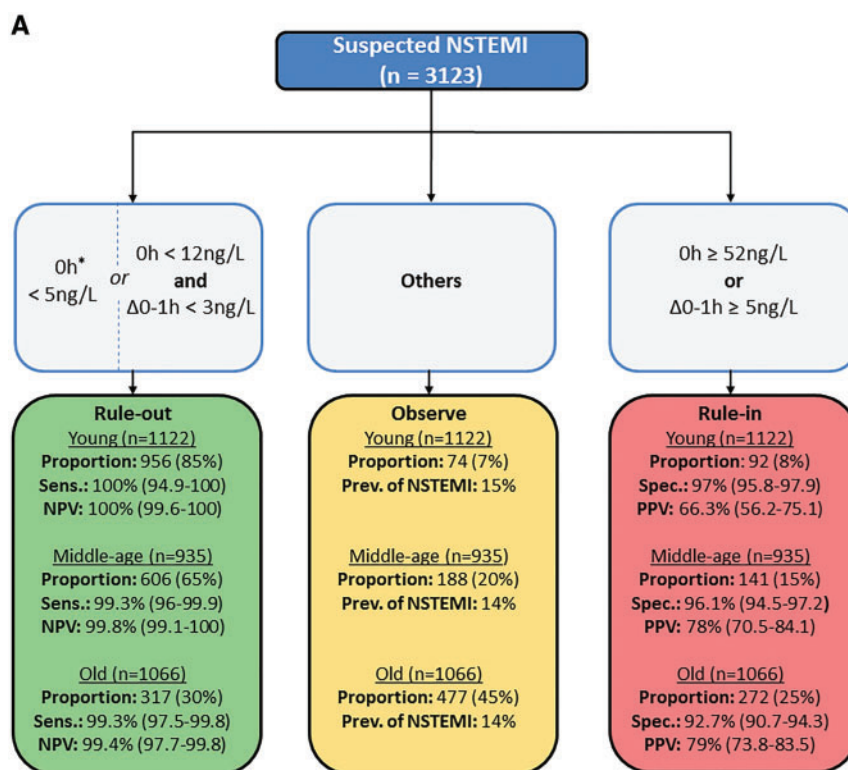 A
Suspected NSTEMI
(n = 3123)
0h*
< 5ng/L
or
0h < 12ng/L
and
Δ0-1h < 3ng/L
Others
0h ≥ 52ng/L
or
Δ0-1h ≥ 5ng/L
Rule-out
Young (n=1122)
Proportion: 956 (85%)
Sens.: 100% (94.9-100)
NPV: 100% (99.6-100)
Middle-age (n=935)
Proportion: 606 (65%)
Sens.: 99.3% (96-99.9)
NPV: 99.8% (99.1-100)
Old (n=1066)
Proportion: 317 (30%)
Sens.: 99.3% (97.5-99.8)
NPV: 99.4% (97.7-99.8)
Observe
Young (n=1122)
Proportion: 74 (7%)
Prev. of NSTEMI: 15%
Middle-age (n=935)
Proportion: 188 (20%)
Prev. of NSTEMI: 14%
Old (n=1066)
Proportion: 477 (45%)
Prev. of NSTEMI: 14%
Rule-in
Young (n=1122)
Proportion: 92 (8%)
Spec.: 97% (95.8-97.9)
PPV: 66.3% (56.2-75.1)
Middle-age (n=935)
Proportion: 141 (15%)
Spec.: 96.1% (94.5-97.2)
PPV: 78% (70.5-84.1)
Old (n=1066)
Proportion: 272 (25%)
Spec.: 92.7% (90.7-94.3)
PPV: 79% (73.8-83.5)